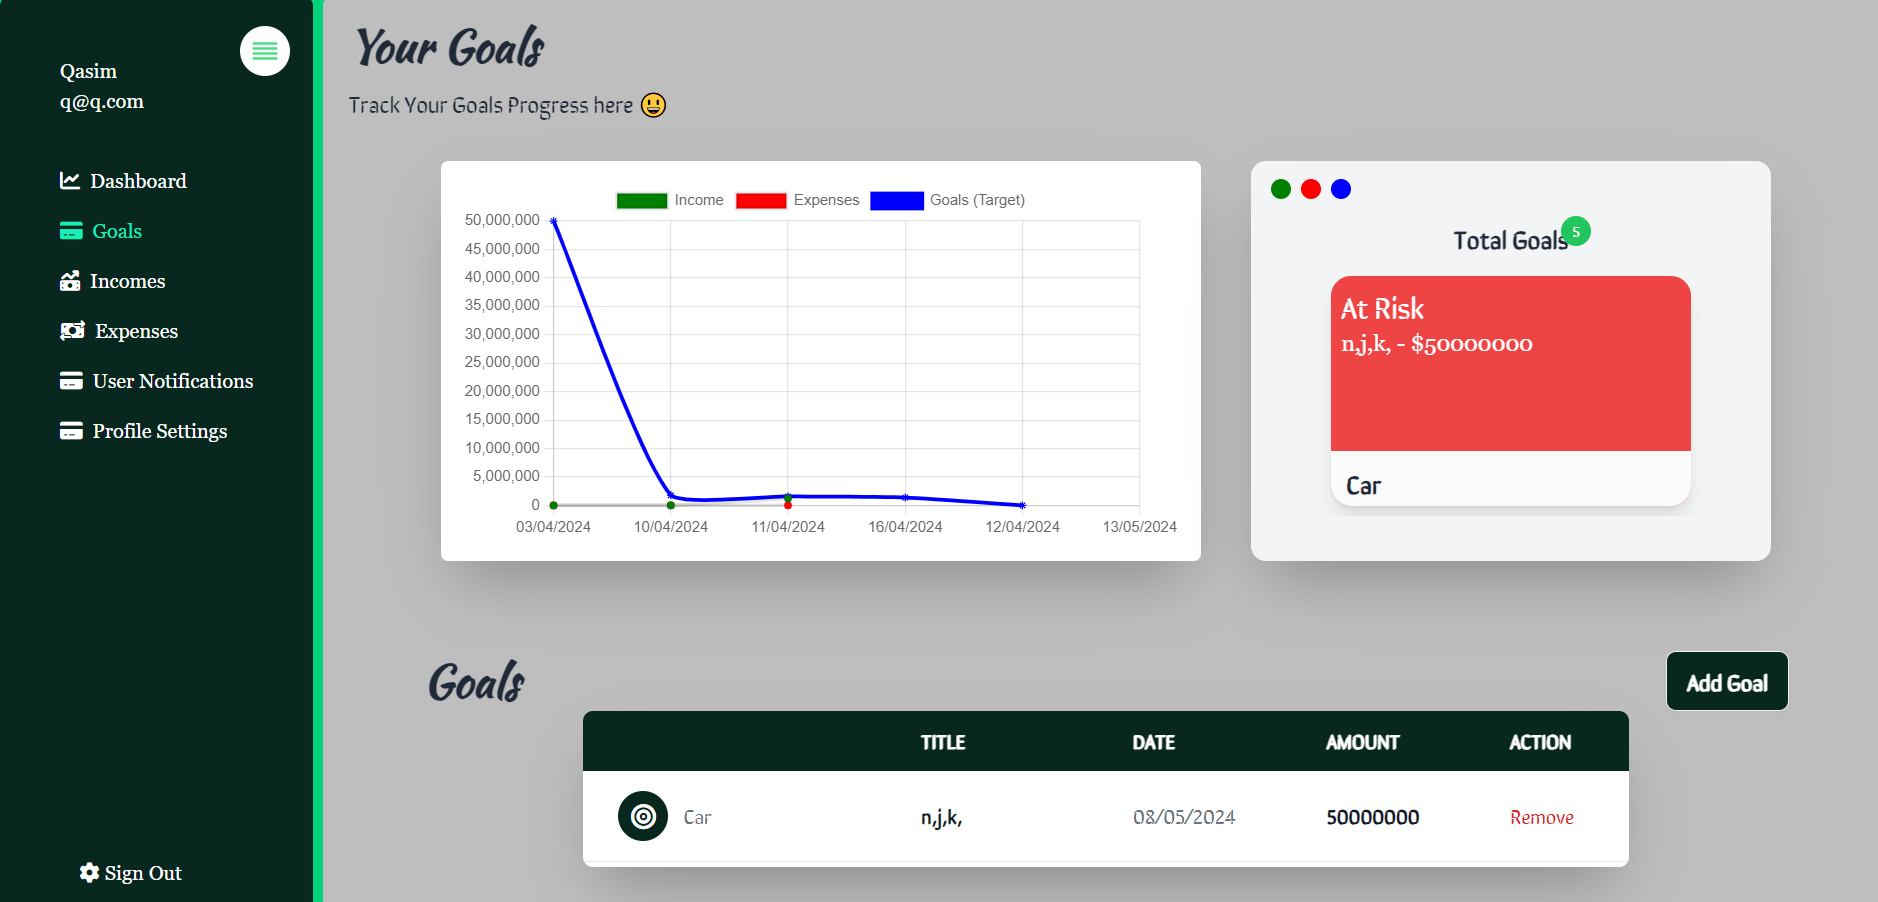 Qasim
q@q.com
Dashboard
Goals
Incomes
Expenses
User Notifications
Profile Settings
Sign Out
Your Goals
Track Your Goals Progress here 😃
Income Expenses Goals (Target)
50,000,000
45,000,000
40,000,000
35,000,000
30,000,000
25,000,000
20,000,000
15,000,000
10,000,000
5,000,000
0
03/04/2024 10/04/2024 11/04/2024 16/04/2024 12/04/2024 13/05/2024
Total Goals 5
At Risk
n,j,k, - $50000000
Car
Goals
Add Goal
TITLE DATE AMOUNT ACTION
Car n,j,k, 08/05/2024 50000000 Remove